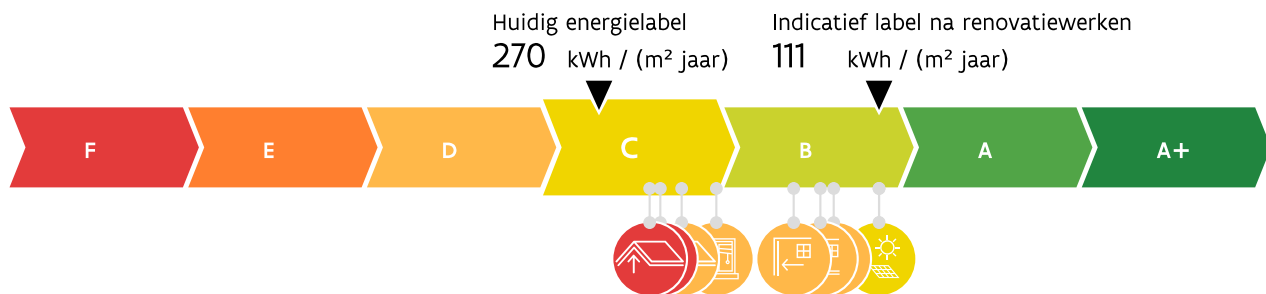 Huidig energielabel
270 kWh / (m² jaar)
Indicatief label na renovatiewerken
111 kWh / (m² jaar)
F E D C B A A+